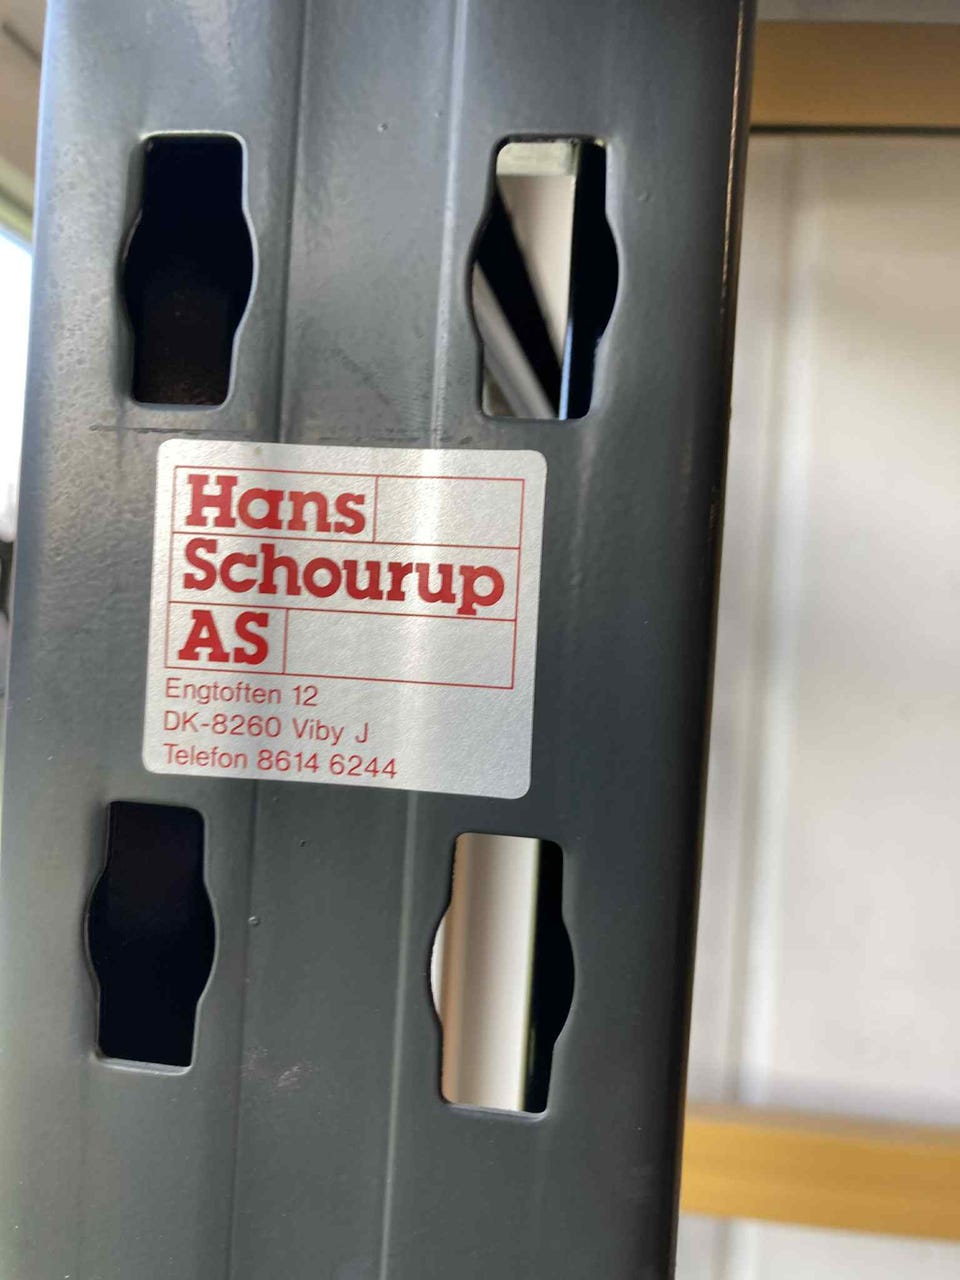 Hans
Schourup
AS
Engtoften 12
DK-8260 Viby J
Telefon 8614 6244